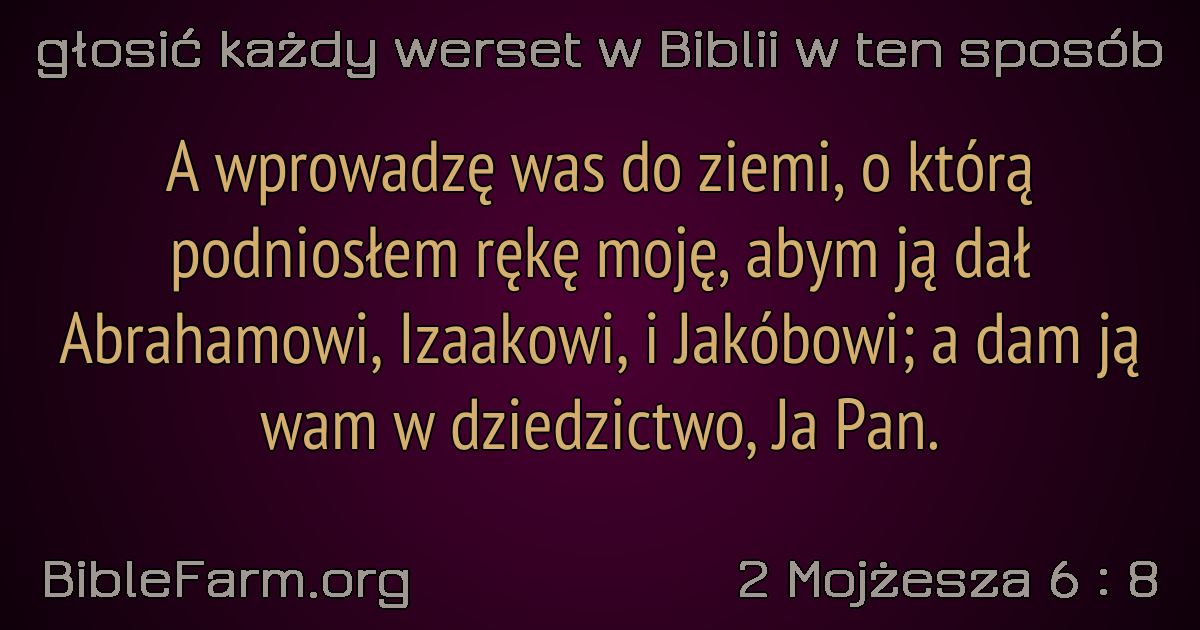 głosić każdy werset w Biblii w ten sposób
A wprowadzę was do ziemi, o którą
podniosłem rękę moję, abym ją dał
Abrahamowi, Izaakowi, i Jakóbowi; a dam ją
wam w dziedzictwo, Ja Pan.
BibleFarm.org
2 Mojżesza 6 : 8